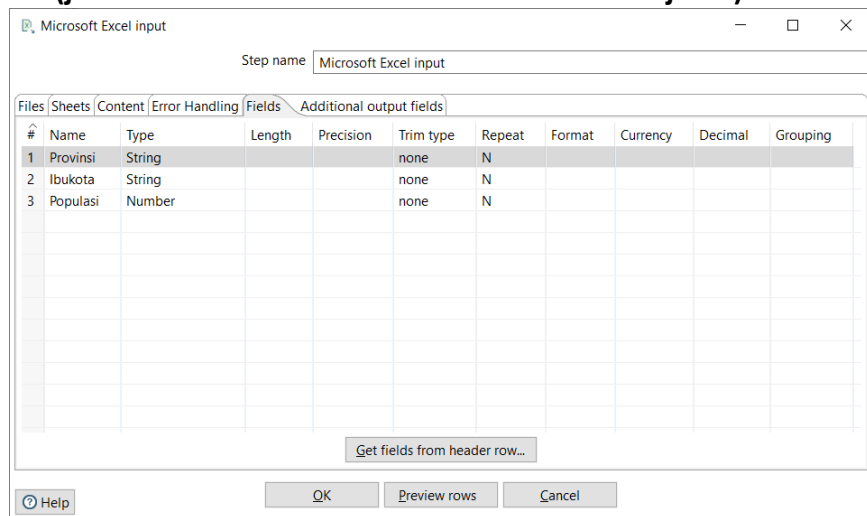 Microsoft Excel input
Step name Microsoft Excel input
Files Sheets Content Error Handling Fields Additional output fields
# Name Type Length Precision Trim type Repeat Format Currency Decimal Grouping
1 Provinsi String none N
2 Ibukota String none N
3 Populasi Number none N
Get fields from header row...
OK Preview rows Cancel
Help